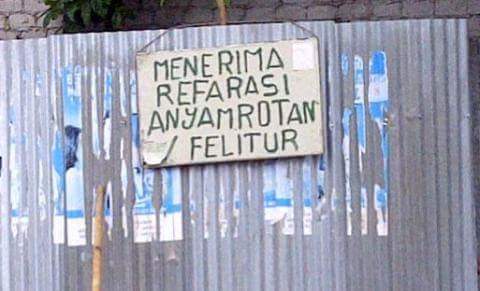 MENERIMA
REFARASI
ANYAMROTAN
/ FELITUR